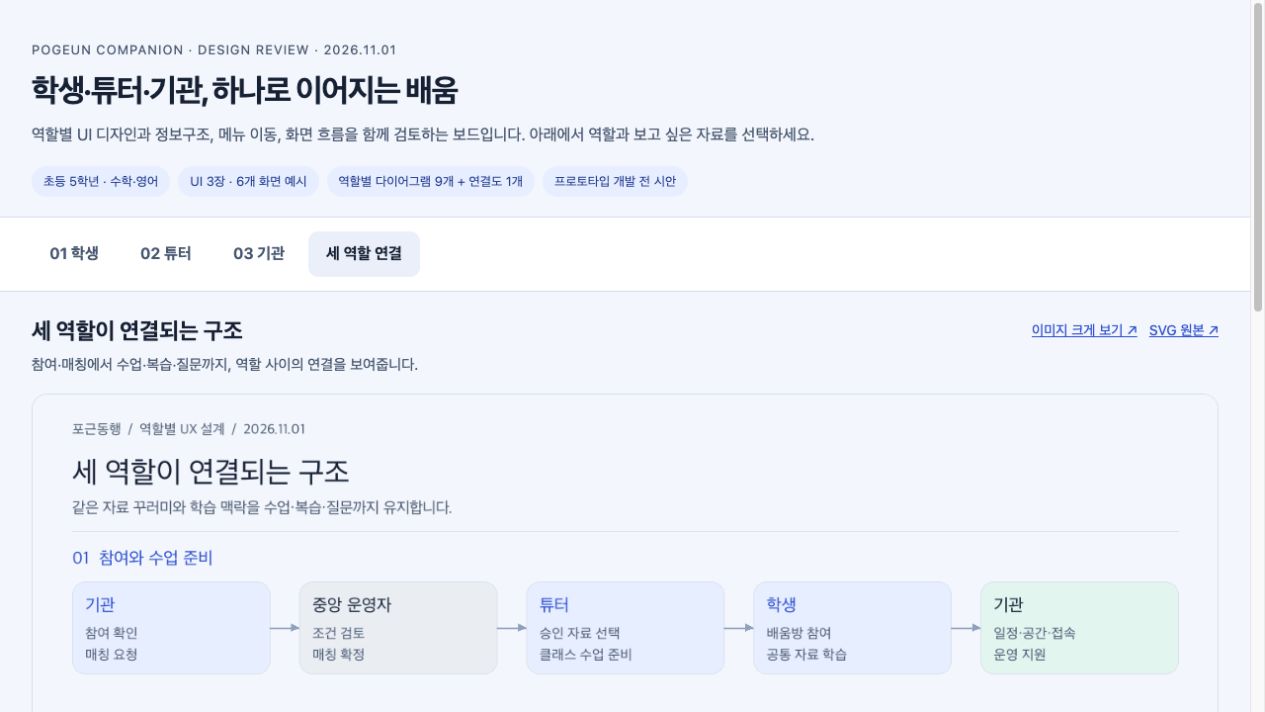 POGEUN COMPANION · DESIGN REVIEW · 2026.11.01
학생·튜터·기관, 하나로 이어지는 배움
역할별 UI 디자인과 정보구조, 메뉴 이동, 화면 흐름을 함께 검토하는 보드입니다. 아래에서 역할과 보고 싶은 자료를 선택하세요.
초등 5학년 · 수학·영어
UI 3장 · 6개 화면 예시
역할별 다이어그램 9개 + 연결도 1개
프로토타입 개발 전 시안
01 학생
02 튜터
03 기관
세 역할 연결
세 역할이 연결되는 구조
이미지 크게 보기 ↗
SVG 원본 ↗
참여·매칭에서 수업·복습·질문까지, 역할 사이의 연결을 보여줍니다.
포근동행 / 역할별 UX 설계 / 2026.11.01
세 역할이 연결되는 구조
같은 자료 꾸러미와 학습 맥락을 수업·복습·질문까지 유지합니다.
01 참여와 수업 준비
기관
참여 확인
매칭 요청
중앙 운영자
조건 검토
매칭 확정
튜터
승인 자료 선택
클래스 수업 준비
학생
배움방 참여
공통 자료 학습
기관
일정·공간·접속
운영 지원